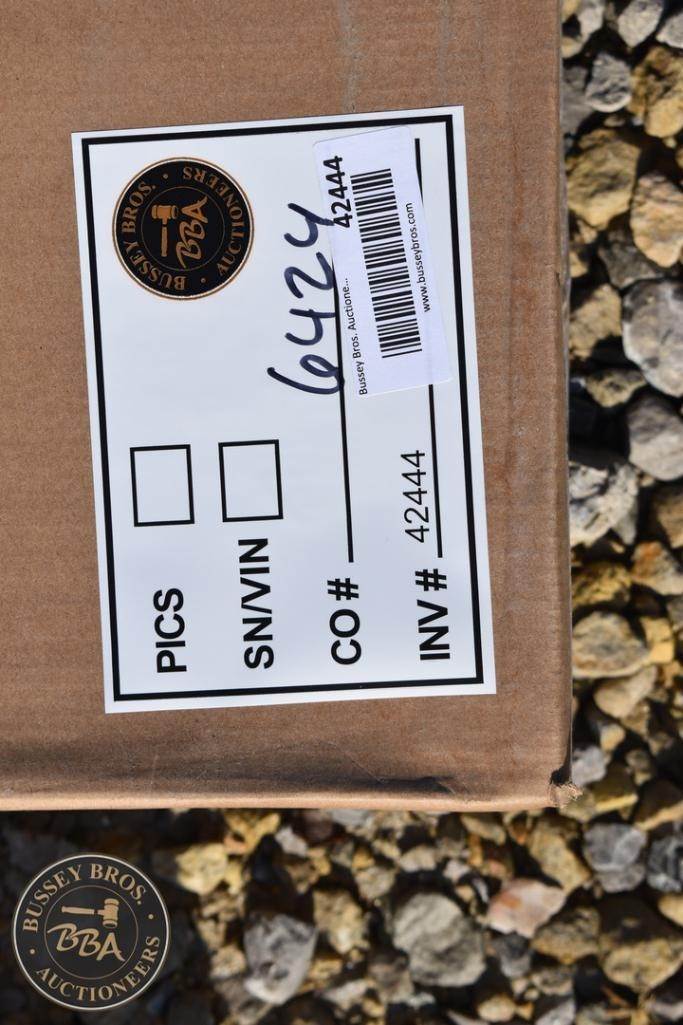 BUSSEY BROS. • AUCTIONEERS •
BBA
PICS
SN/VIN
CO # 6424
INV # 42444
42444
Bussey Bros. Auctione...
www.busseybros.com
BUSSEY BROS. • AUCTIONEERS •
BBA